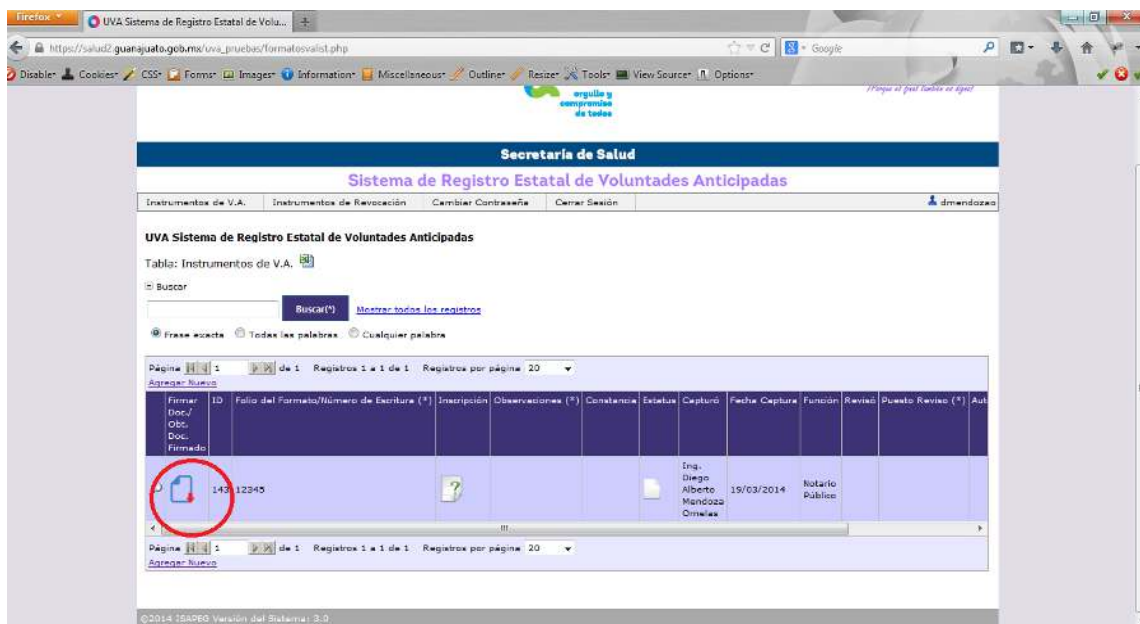 Firefox
UVA Sistema de Registro Estatal de Volu...
https://salud2.guanajuato.gob.mx/uva_pruebas/formatosvalist.php
Google
Disable Cookies CSS Forms Images Information Miscellaneous Outline Resize Tools View Source Options
orgullo y
compromiso
de todos
Secretaría de Salud
Sistema de Registro Estatal de Voluntades Anticipadas
Instrumentos de V.A. Instrumentos de Revocación Cambiar Contraseña Cerrar Sesión dmendozao
UVA Sistema de Registro Estatal de Voluntades Anticipadas
Tabla: Instrumentos de V.A.
Buscar
Buscar(*) Mostrar todos los registros
Frase exacta Todas las palabras Cualquier palabra
Página 1 de 1 Registros 1 a 1 de 1 Registros por página 20
Agregar Nuevo
Firmar Doc./ Obt. Doc. Firmado ID Folio del Formato/Número de Escritura (*) Inscripción Observaciones (*) Constancia Estatus Capturó Fecha Captura Función Revisó Puesto Reviso (*) Aut
143 12345 Ing. Diego Alberto Mendoza Ornelas 19/03/2014 Notario Público
Página 1 de 1 Registros 1 a 1 de 1 Registros por página 20
Agregar Nuevo
©2014 ISAPEG Versión del Sistema: 3.0